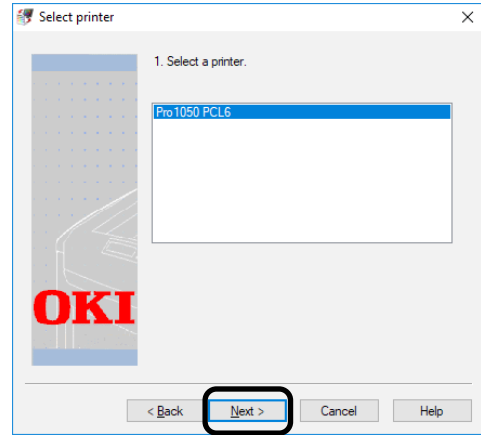 Select printer
1. Select a printer.
Pro1050 PCL6
OKI
< Back Next > Cancel Help